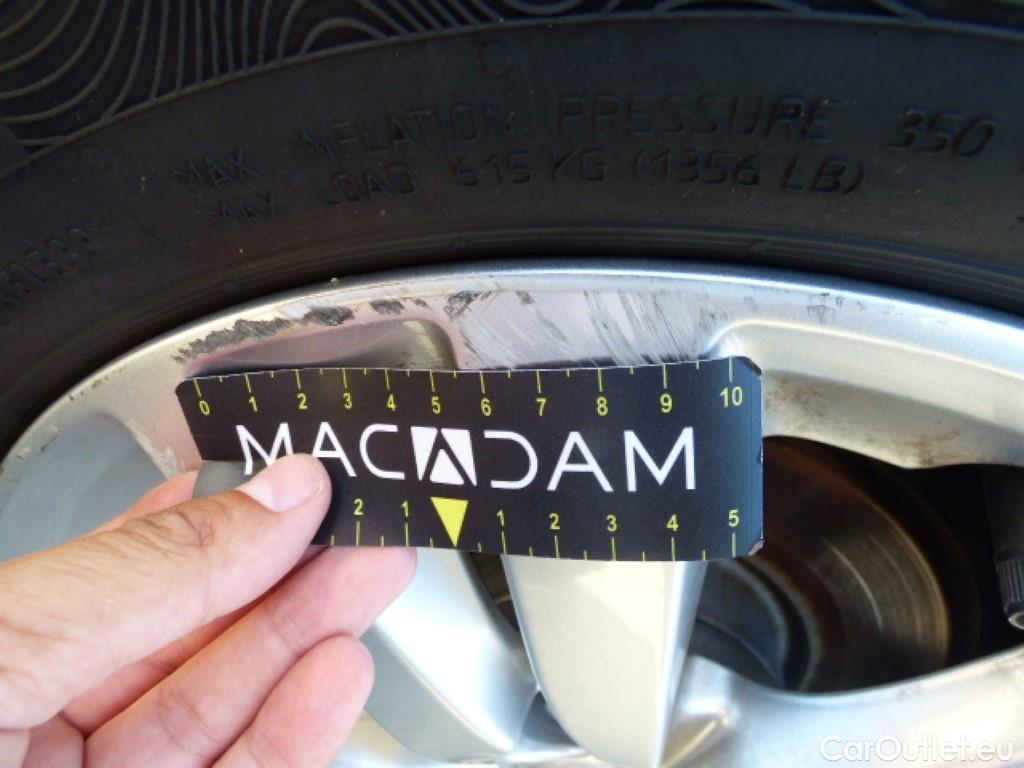 MAX INFLATION PRESSURE 350
MAX LOAD 615 KG (1356 LB)
0 1 2 3 4 5 6 7 8 9 10
MACADAM
2 1 1 2 3 4 5
CarOutlet.eu